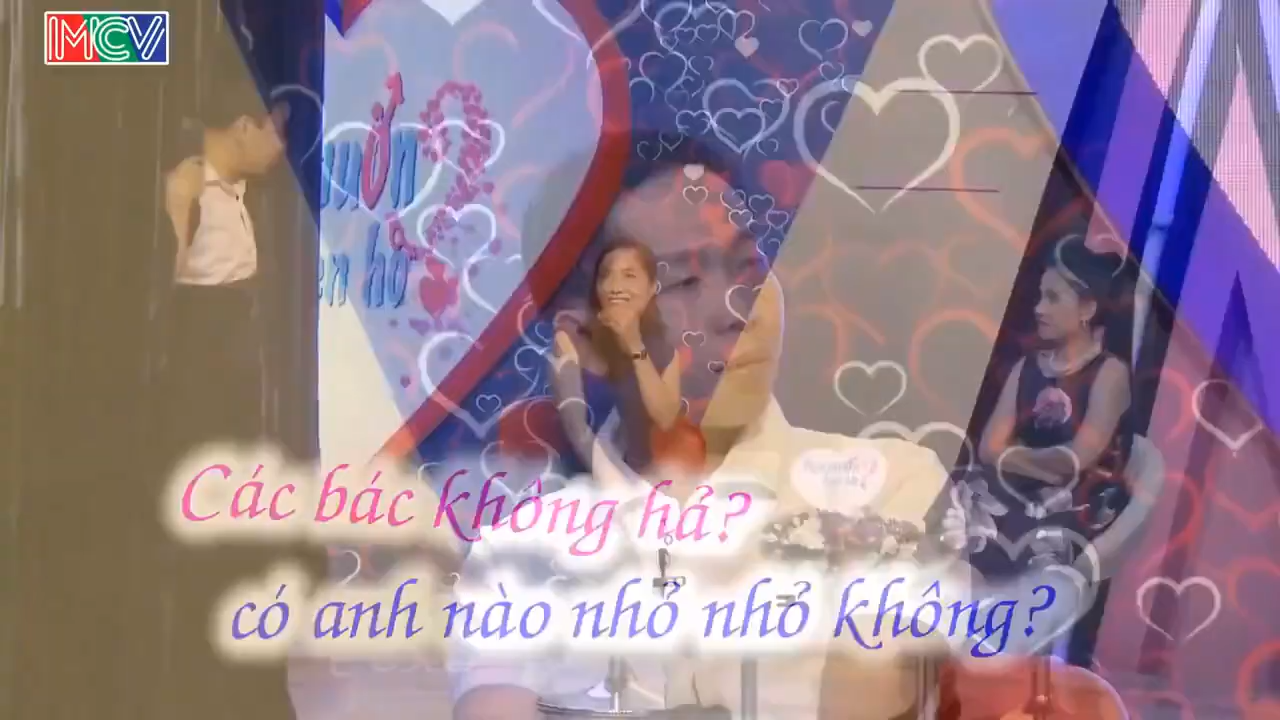 MCV
Các bác không hả?
có anh nào nhỏ nhỏ không?